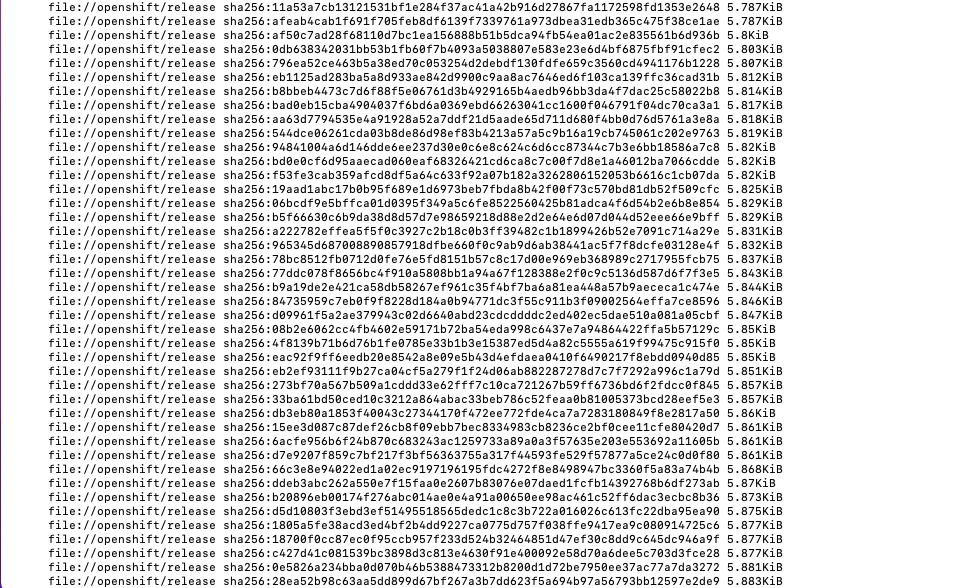 file://openshift/release sha256:11a53a7cb13121531bf1e284f37ac41a42b916d27867fa1172598fd1353e2648 5.787KiB
file://openshift/release sha256:afeab4cab1f691f705feb8df6139f7339761a973dbea31edb365c475f38ce1ae 5.787KiB
file://openshift/release sha256:af50c7ad28f68110d7bc1ea156888b51b5dca94fb54ea01ac2e835561b6d936b 5.8KiB
file://openshift/release sha256:0db638342031bb53b1fb60f7b4093a5038807e583e23e6d4bf6875fbf91cfec2 5.803KiB
file://openshift/release sha256:796ea52ce463b5a38ed70c053254d2debdf130fdfe659c3560cd4941176b1228 5.807KiB
file://openshift/release sha256:eb1125ad283ba5a8d933ae842d9900c9aa8ac7646ed6f103ca139ffc36cad31b 5.812KiB
file://openshift/release sha256:b8bbeb4473c7d6f88f5e06761d3b4929165b4aedb96bb3da4f7dac25c58022b8 5.814KiB
file://openshift/release sha256:bad0eb15cba4904037f6bd6a0369ebd66263041cc1600f046791f04dc70ca3a1 5.817KiB
file://openshift/release sha256:aa63d7794535e4a91928a52a7ddf21d5aade65d711d680f4bb0d76d5761a3e8a 5.818KiB
file://openshift/release sha256:544dce06261cda03b8de86d98ef83b4213a57a5c9b16a19cb745061c202e9763 5.819KiB
file://openshift/release sha256:94841004a6d146dde6ee237d30e0c6e8c624c6d6cc87344c7b3e6bb18586a7c8 5.82KiB
file://openshift/release sha256:bd0e0cf6d95aaecad060eaf68326421cd6ca8c7c00f7d8e1a46012ba7066cdde 5.82KiB
file://openshift/release sha256:f53fe3cab359afcd8df5a64c633f92a07b182a3262806152053b6616c1cb07da 5.82KiB
file://openshift/release sha256:19aad1abc17b0b95f689e1d6973beb7fbda8b42f00f73c570bd81db52f509cfc 5.825KiB
file://openshift/release sha256:06bcdf9e5bffca01d0395f349a5c6fe8522560425b81adca4f6d54b2e6b8e854 5.829KiB
file://openshift/release sha256:b5f66630c6b9da38d8d57d7e98659218d88e2d2e64e6d07d044d52eee66e9bff 5.829KiB
file://openshift/release sha256:a222782effea5f5f0c3927c2b18c0b3ff39482c1b1899426b52e7091c714a29e 5.831KiB
file://openshift/release sha256:965345d687008890857918dfbe660f0c9ab9d6ab38441ac5f7f8dcfe03128e4f 5.832KiB
file://openshift/release sha256:78bc8512fb0712d0fe76e5fd8151b57c8c17d00e969eb368989c2717955fcb75 5.837KiB
file://openshift/release sha256:77ddc078f8656bc4f910a5808bb1a94a67f128388e2f0c9c5136d587d6f7f3e5 5.843KiB
file://openshift/release sha256:b9a19de2e421ca58db58267ef961c35f4bf7ba6a81ea448a57b9aececa1c474e 5.844KiB
file://openshift/release sha256:84735959c7eb0f9f8228d184a0b94771dc3f55c911b3f09002564effa7ce8596 5.846KiB
file://openshift/release sha256:d09961f5a2ae379943c02d6640abd23cdcddddc2ed402ec5dae510a081a05cbf 5.847KiB
file://openshift/release sha256:08b2e6062cc4fb4602e59171b72ba54eda998c6437e7a94864422ffa5b57129c 5.85KiB
file://openshift/release sha256:4f8139b71b6d76b1fe0785e33b1b3e15387ed5d4a82c5555a619f99475c915f0 5.85KiB
file://openshift/release sha256:eac92f9ff6eedb20e8542a8e09e5b43d4efdaea0410f6490217f8ebdd0940d85 5.85KiB
file://openshift/release sha256:eb2ef93111f9b27ca04cf5a279f1f24d06ab882287278d7c7f7292a996c1a79d 5.851KiB
file://openshift/release sha256:273bf70a567b509a1cddd33e62fff7c10ca721267b59ff6736bd6f2fdcc0f845 5.857KiB
file://openshift/release sha256:33ba61bd50ced10c3212a864abac33beb786c52feaa0b81005373bcd28eef5e3 5.857KiB
file://openshift/release sha256:db3eb80a1853f40043c27344170f472ee772fde4ca7a7283180849f8e2817a50 5.86KiB
file://openshift/release sha256:15ee3d087c87def26cb8f09ebb7bec8334983cb8236ce2bf0cee11cfe80420d7 5.861KiB
file://openshift/release sha256:6acfe956b6f24b870c683243ac1259733a89a0a3f57635e203e553692a11605b 5.861KiB
file://openshift/release sha256:d7e9207f859c7bf217f3bf56363755a317f44593fe529f57877a5ce24c0d0f80 5.861KiB
file://openshift/release sha256:66c3e8e94022ed1a02ec9197196195fdc4272f8e8498947bc3360f5a83a74b4b 5.868KiB
file://openshift/release sha256:ddeb3abc262a550e7f15faa0e2607b83076e07daed1fcfb14392768b6df273ab 5.87KiB
file://openshift/release sha256:b20896eb00174f276abc014ae0e4a91a00650ee98ac461c52ff6dac3ecbc8b36 5.873KiB
file://openshift/release sha256:d5d10803f3ebd3ef51495518565dedc1c8c3b722a016026c613fc22dba95ea90 5.875KiB
file://openshift/release sha256:1805a5fe38acd3ed4bf2b4dd9227ca0775d757f038ffe9417ea9c080914725c6 5.877KiB
file://openshift/release sha256:18700f0cc87ec0f95ccb957f233d524b32464851d47ef30c8dd9c645dc946a9f 5.877KiB
file://openshift/release sha256:c427d41c081539bc3898d3c813e4630f91e400092e58d70a6dee5c703d3fce28 5.877KiB
file://openshift/release sha256:0e5826a234bba0d070b46b5388473312b8200d1d72be7950ee37ac77a7da3272 5.881KiB
file://openshift/release sha256:28ea52b98c63aa5dd899d67bf267a3b7dd623f5a694b97a56793bb12597e2de9 5.883KiB